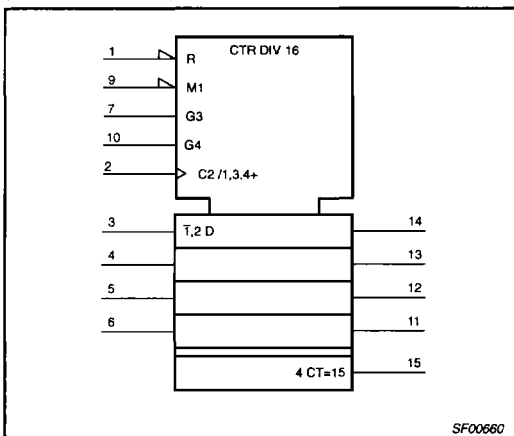 CTR DIV 16
1 R
9 M1
7 G3
10 G4
2 C2 /1,3,4+
3 1̅,2 D 14
4 13
5 12
6 11
4 CT=15 15
SF00660